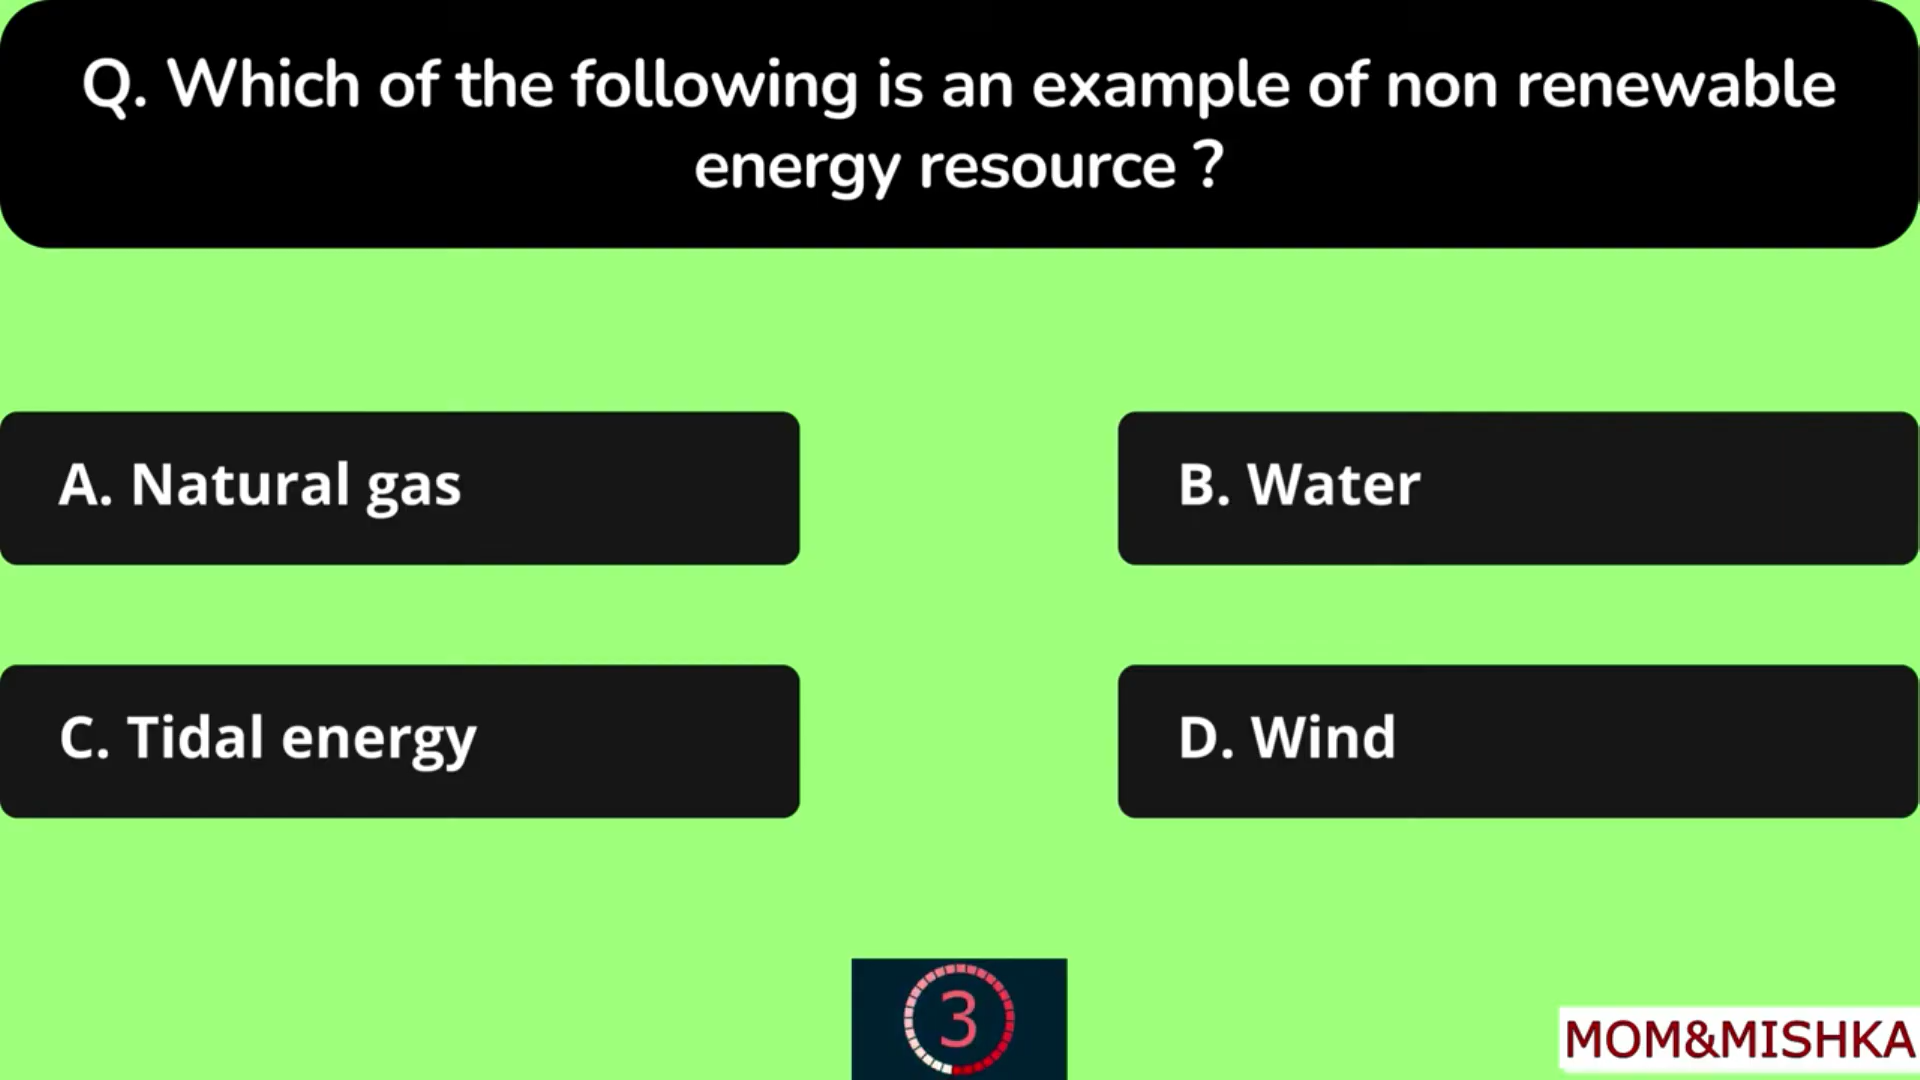 Q. Which of the following is an example of non renewable
energy resource ?
A. Natural gas
B. Water
C. Tidal energy
D. Wind
3
MOM&MISHKA